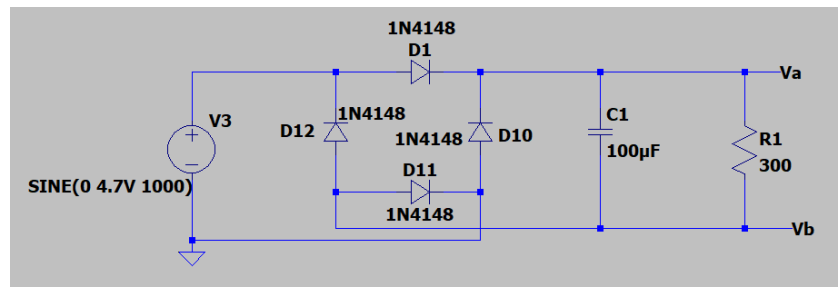 1N4148
D1
Va
V3
1N4148
D12
1N4148
D10
C1
100µF
R1
300
D11
1N4148
SINE(0 4.7V 1000)
Vb